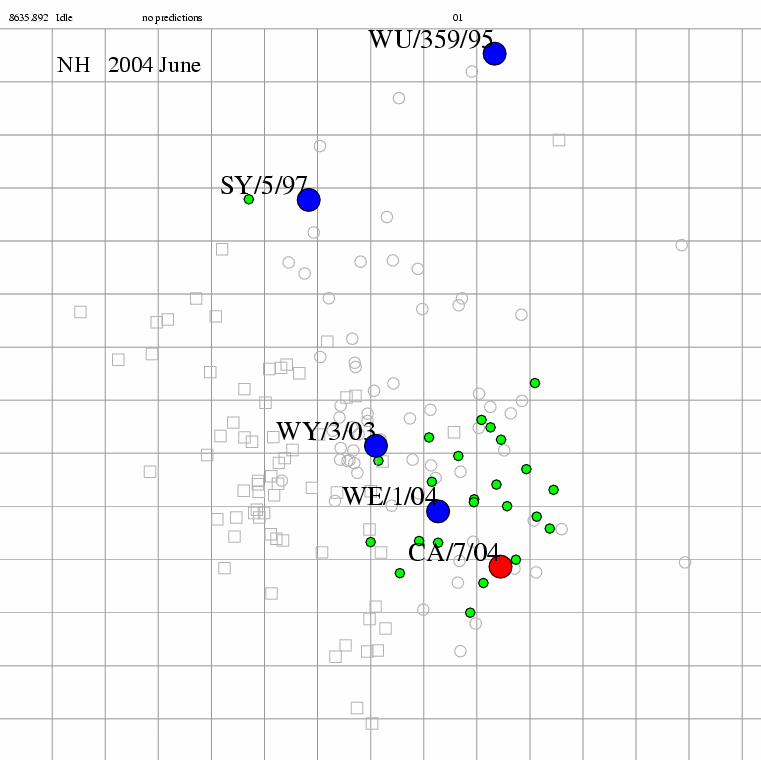 8635.892 Idle no predictions 01
WU/359/95
NH 2004 June
SY/5/97
WY/3/03
WE/1/04
CA/7/04